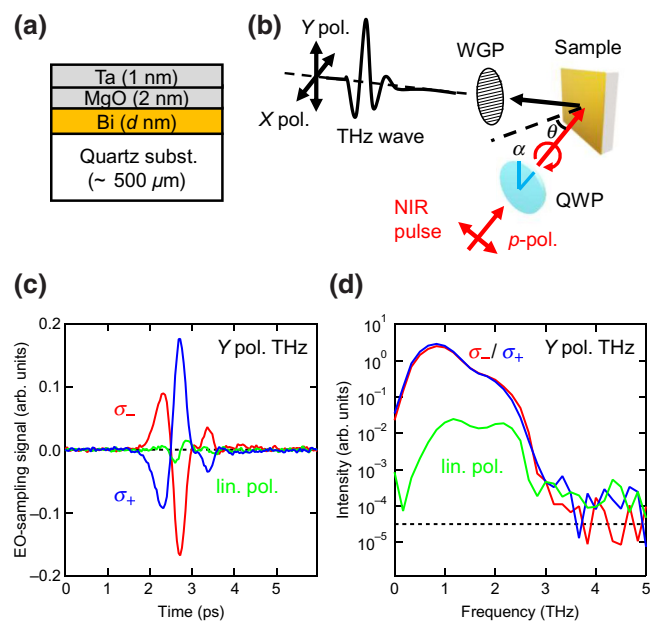 (a)
Ta (1 nm)
MgO (2 nm)
Bi (d nm)
Quartz subst.
(~ 500 µm)
(b)
Y pol.
X pol.
THz wave
WGP
Sample
θ
α
QWP
NIR
pulse
p-pol.
(c)
Y pol. THz
EO-sampling signal (arb. units)
0.2
0.1
0.0
–0.1
–0.2
σ−
σ+
lin. pol.
0 1 2 3 4 5
Time (ps)
(d)
Y pol. THz
σ− / σ+
lin. pol.
Intensity (arb. units)
10^1
10^0
10^-1
10^-2
10^-3
10^-4
10^-5
0 1 2 3 4 5
Frequency (THz)